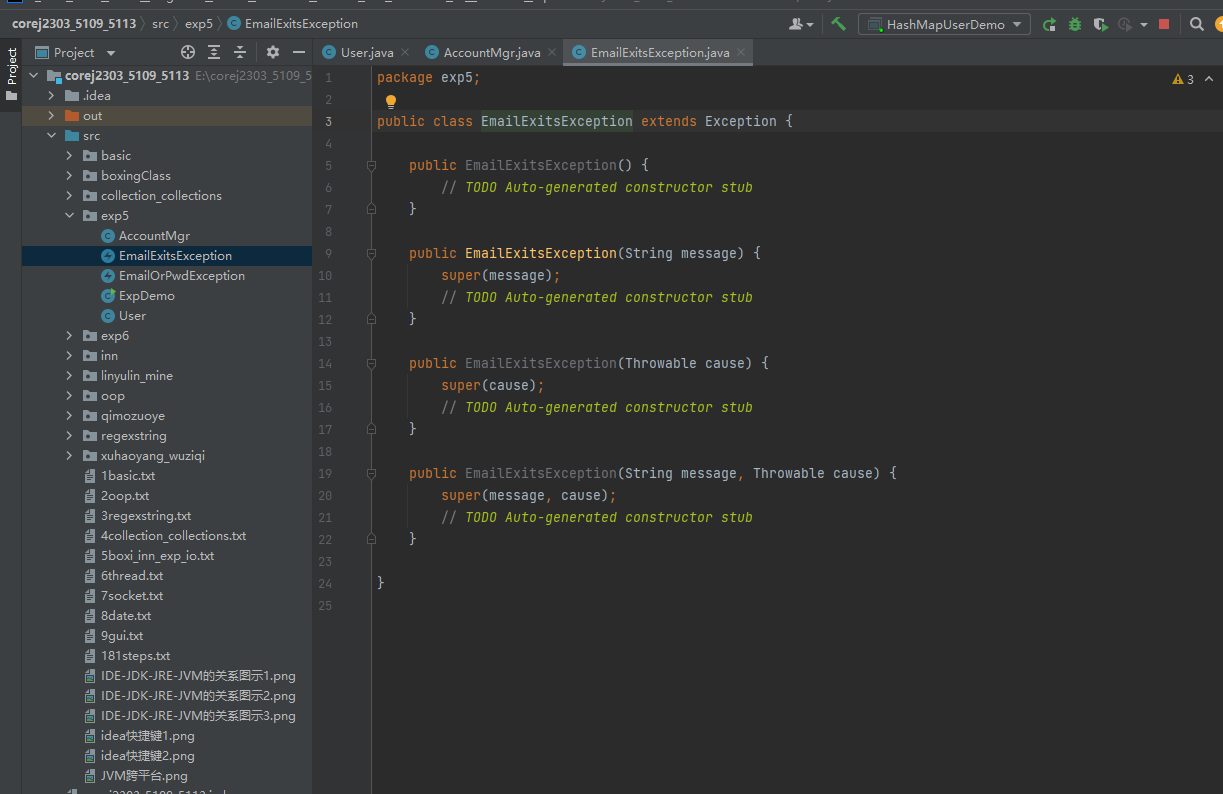 corej2303_5109_5113 src exp5 EmailExitsException
HashMapUserDemo
Project
Project
User.java
AccountMgr.java
EmailExitsException.java
corej2303_5109_5113 E:\corej2303_5109_5
.idea
out
src
basic
boxingClass
collection_collections
exp5
AccountMgr
EmailExitsException
EmailOrPwdException
ExpDemo
User
exp6
inn
linyulin_mine
oop
qimozuoye
regexstring
xuhaoyang_wuziqi
1basic.txt
2oop.txt
3regexstring.txt
4collection_collections.txt
5boxi_inn_exp_io.txt
6thread.txt
7socket.txt
8date.txt
9gui.txt
181steps.txt
IDE-JDK-JRE-JVM的关系图示1.png
IDE-JDK-JRE-JVM的关系图示2.png
IDE-JDK-JRE-JVM的关系图示3.png
idea快捷键1.png
idea快捷键2.png
JVM跨平台.png
3
1 package exp5;
2
3 public class EmailExitsException extends Exception {
4
5 public EmailExitsException() {
6 // TODO Auto-generated constructor stub
7 }
8
9 public EmailExitsException(String message) {
10 super(message);
11 // TODO Auto-generated constructor stub
12 }
13
14 public EmailExitsException(Throwable cause) {
15 super(cause);
16 // TODO Auto-generated constructor stub
17 }
18
19 public EmailExitsException(String message, Throwable cause) {
20 super(message, cause);
21 // TODO Auto-generated constructor stub
22 }
23
24 }
25